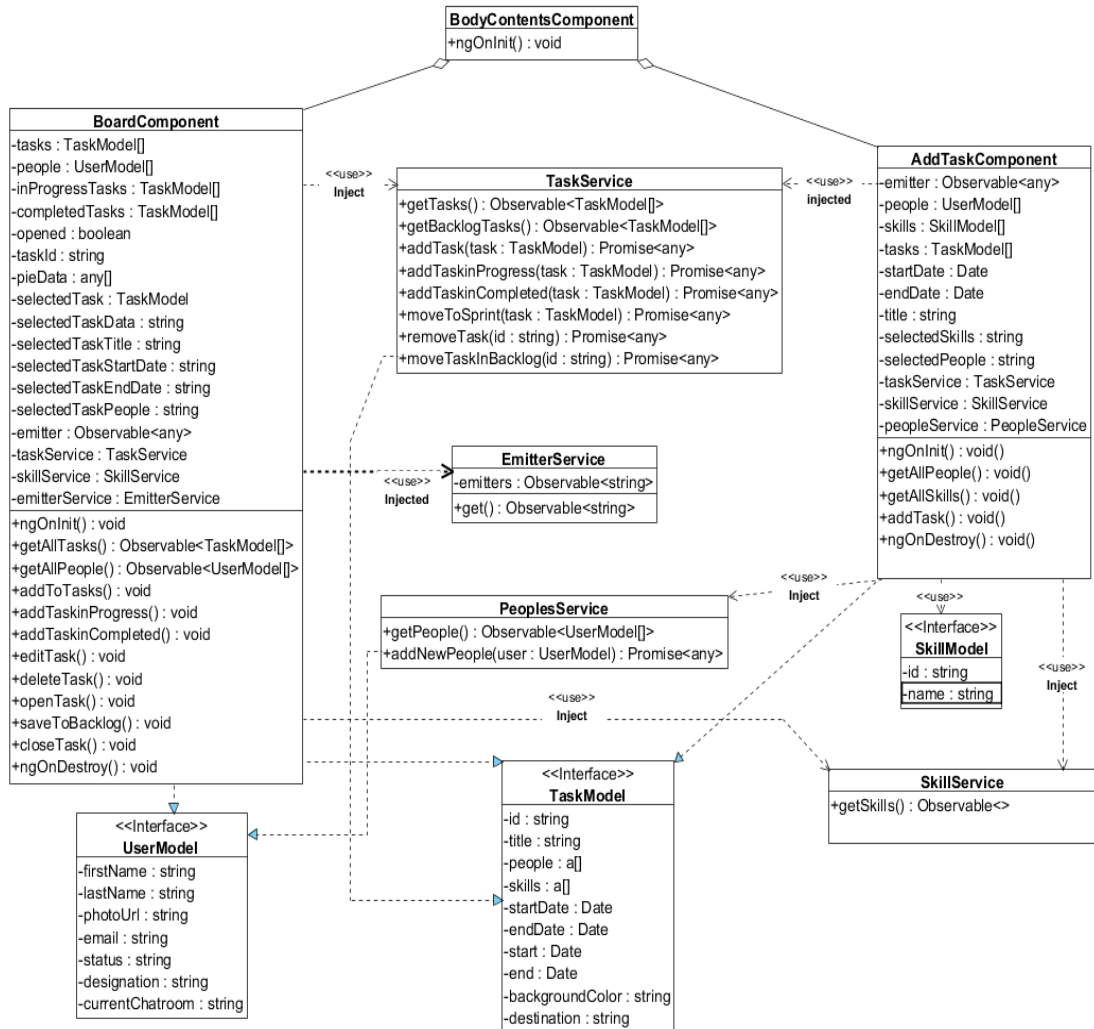 BodyContentsComponent
+ngOnInit() : void
BoardComponent
-tasks : TaskModel[]
-people : UserModel[]
-inProgressTasks : TaskModel[]
-completedTasks : TaskModel[]
-opened : boolean
-taskId : string
-pieData : any[]
-selectedTask : TaskModel
-selectedTaskData : string
-selectedTaskTitle : string
-selectedTaskStartDate : string
-selectedTaskEndDate : string
-selectedTaskPeople : string
-emitter : Observable<any>
-taskService : TaskService
-skillService : SkillService
-emitterService : EmitterService
+ngOnInit() : void
+getAllTasks() : Observable<TaskModel[]>
+getAllPeople() : Observable<UserModel[]>
+addToTasks() : void
+addTaskinProgress() : void
+addTaskinCompleted() : void
+editTask() : void
+deleteTask() : void
+openTask() : void
+saveToBacklog() : void
+closeTask() : void
+ngOnDestroy() : void
<<use>>
Inject
TaskService
+getTasks() : Observable<TaskModel[]>
+getBacklogTasks() : Observable<TaskModel[]>
+addTask(task : TaskModel) : Promise<any>
+addTaskinProgress(task : TaskModel) : Promise<any>
+addTaskinCompleted(task : TaskModel) : Promise<any>
+moveToSprint(task : TaskModel) : Promise<any>
+removeTask(id : string) : Promise<any>
+moveTaskInBacklog(id : string) : Promise<any>
<<use>>
injected
AddTaskComponent
-emitter : Observable<any>
-people : UserModel[]
-skills : SkillModel[]
-tasks : TaskModel[]
-startDate : Date
-endDate : Date
-title : string
-selectedSkills : string
-selectedPeople : string
-taskService : TaskService
-skillService : SkillService
-peopleService : PeopleService
+ngOnInit() : void()
+getAllPeople() : void()
+getAllSkills() : void()
+addTask() : void()
+ngOnDestroy() : void()
<<use>>
Injected
EmitterService
-emitters : Observable<string>
+get() : Observable<string>
<<use>>
Inject
PeoplesService
+getPeople() : Observable<UserModel[]>
+addNewPeople(user : UserModel) : Promise<any>
<<use>>
<<Interface>>
SkillModel
-id : string
-name : string
<<use>>
Inject
<<use>>
Inject
SkillService
+getSkills() : Observable<>
<<Interface>>
TaskModel
-id : string
-title : string
-people : a[]
-skills : a[]
-startDate : Date
-endDate : Date
-start : Date
-end : Date
-backgroundColor : string
-destination : string
<<Interface>>
UserModel
-firstName : string
-lastName : string
-photoUrl : string
-email : string
-status : string
-designation : string
-currentChatroom : string